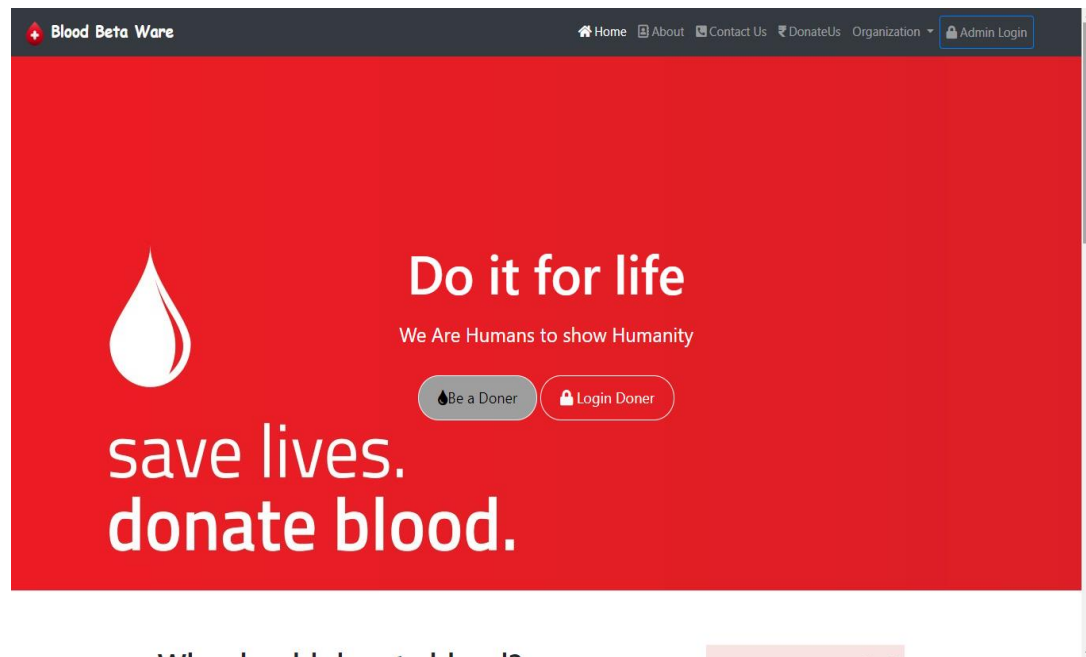 Blood Beta Ware
Home About Contact Us ₹ DonateUs Organization Admin Login
Do it for life
We Are Humans to show Humanity
Be a Doner Login Doner
save lives.
donate blood.